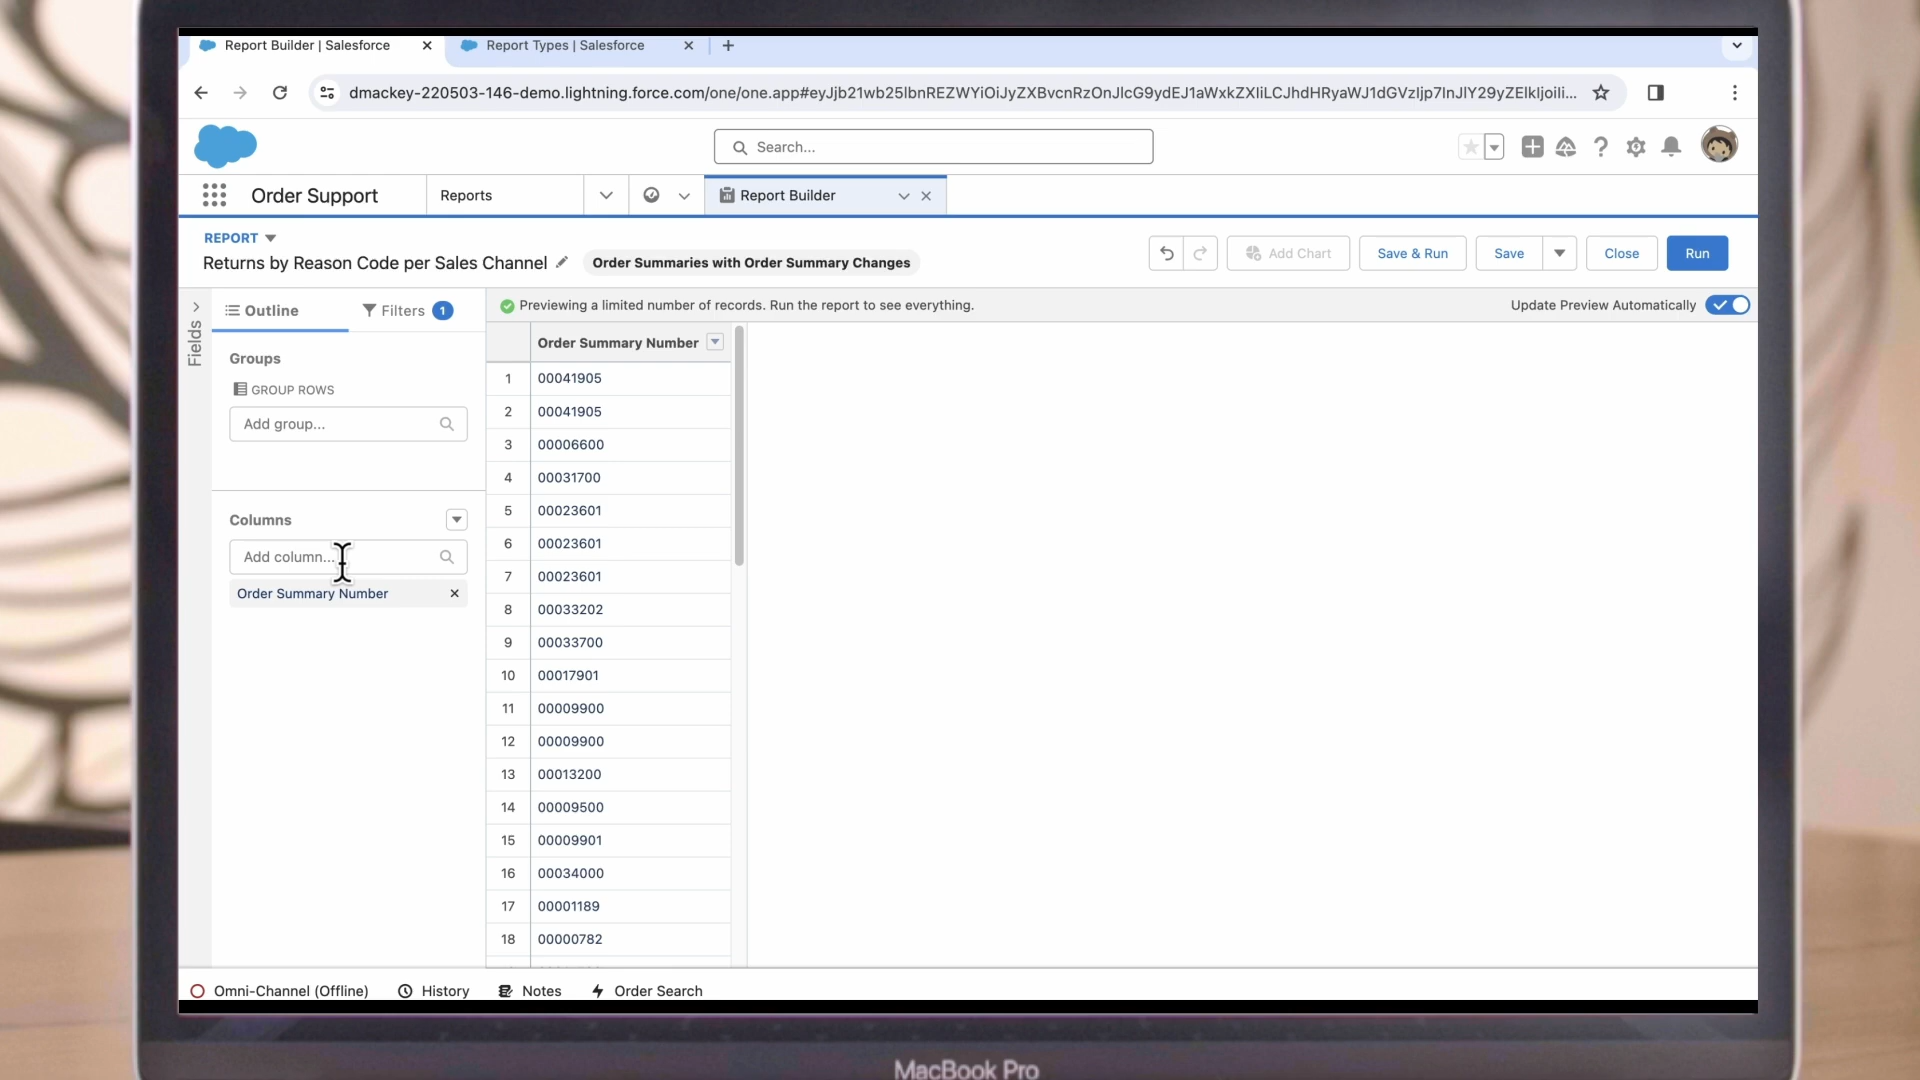 Report Builder | Salesforce
Report Types | Salesforce
dmackey-220503-146-demo.lightning.force.com/one/one.app#
Search...
Order Support
Reports
Report Builder
REPORT
Returns by Reason Code per Sales Channel
Order Summaries with Order Summary Changes
Add Chart
Save & Run
Save
Close
Run
Fields
Outline
Filters 1
Previewing a limited number of records. Run the report to see everything.
Update Preview Automatically
Groups
GROUP ROWS
Add group...
Columns
Add column...
Order Summary Number
Order Summary Number
1 00041905
2 00041905
3 00006600
4 00031700
5 00023601
6 00023601
7 00023601
8 00033202
9 00033700
10 00017901
11 00009900
12 00009900
13 00013200
14 00009500
15 00009901
16 00034000
17 00001189
18 00000782
Omni-Channel (Offline)
History
Notes
Order Search
MacBook Pro